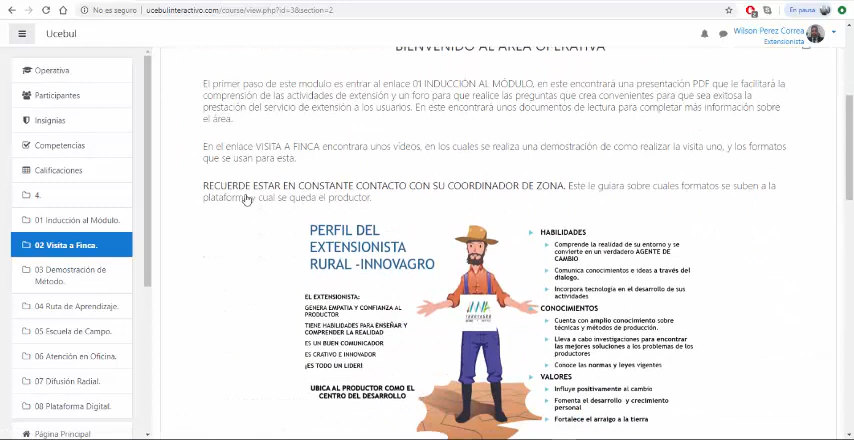 No es seguro | ucebulinteractivo.com/course/view.php?id=3&section=2
En pausa
Ucebul
Wilson Perez Correa
Extensionista
Operativa
Participantes
Insignias
Competencias
Calificaciones
4.
01 Inducción al Módulo.
02 Visita a Finca.
03 Demostración de
Método.
04 Ruta de Aprendizaje.
05 Escuela de Campo.
06 Atención en Oficina.
07 Difusión Radial.
08 Plataforma Digital.
Página Principal
BIENVENIDO AL ÁREA OPERATIVA
El primer paso de este modulo es entrar al enlace 01 INDUCCIÓN AL MÓDULO, en este encontrará una presentación PDF que le facilitará la
comprensión de las actividades de extensión y un foro para que realice las preguntas que crea convenientes para que sea exitosa la
prestación del servicio de extensión a los usuarios. En este encontrará unos documentos de lectura para completar más información sobre
el área.
En el enlace VISITA A FINCA encontrara unos vídeos, en los cuales se realiza una demostración de como realizar la visita uno, y los formatos
que se usan para esta.
RECUERDE ESTAR EN CONSTANTE CONTACTO CON SU COORDINADOR DE ZONA. Este le guiara sobre cuales formatos se suben a la
plataforma y cual se queda el productor.
PERFIL DEL
EXTENSIONISTA
RURAL -INNOVAGRO
EL EXTENSIONISTA:
GENERA EMPATIA Y CONFIANZA AL
PRODUCTOR
TIENE HABILIDADES PARA ENSEÑAR Y
COMPRENDER LA REALIDAD
ES UN BUEN COMUNICADOR
ES CRATIVO E INNOVADOR
¡ES TODO UN LIDER!
UBICA AL PRODUCTOR COMO EL
CENTRO DEL DESARROLLO
HABILIDADES
Comprende la realidad de su entorno y se
convierte en un verdadero AGENTE DE
CAMBIO
Comunica conocimientos e ideas a través del
dialogo.
Incorpora tecnología en el desarrollo de sus
actividades
CONOCIMIENTOS
Cuenta con amplio conocimiento sobre
técnicas y métodos de producción.
Lleva a cabo investigaciones para encontrar
las mejores soluciones a los problemas de los
productores
Conoce las normas y leyes vigentes
VALORES
Influye positivamente al cambio
Fomenta el desarrollo y crecimiento
personal
Fortalece el arraigo a la tierra